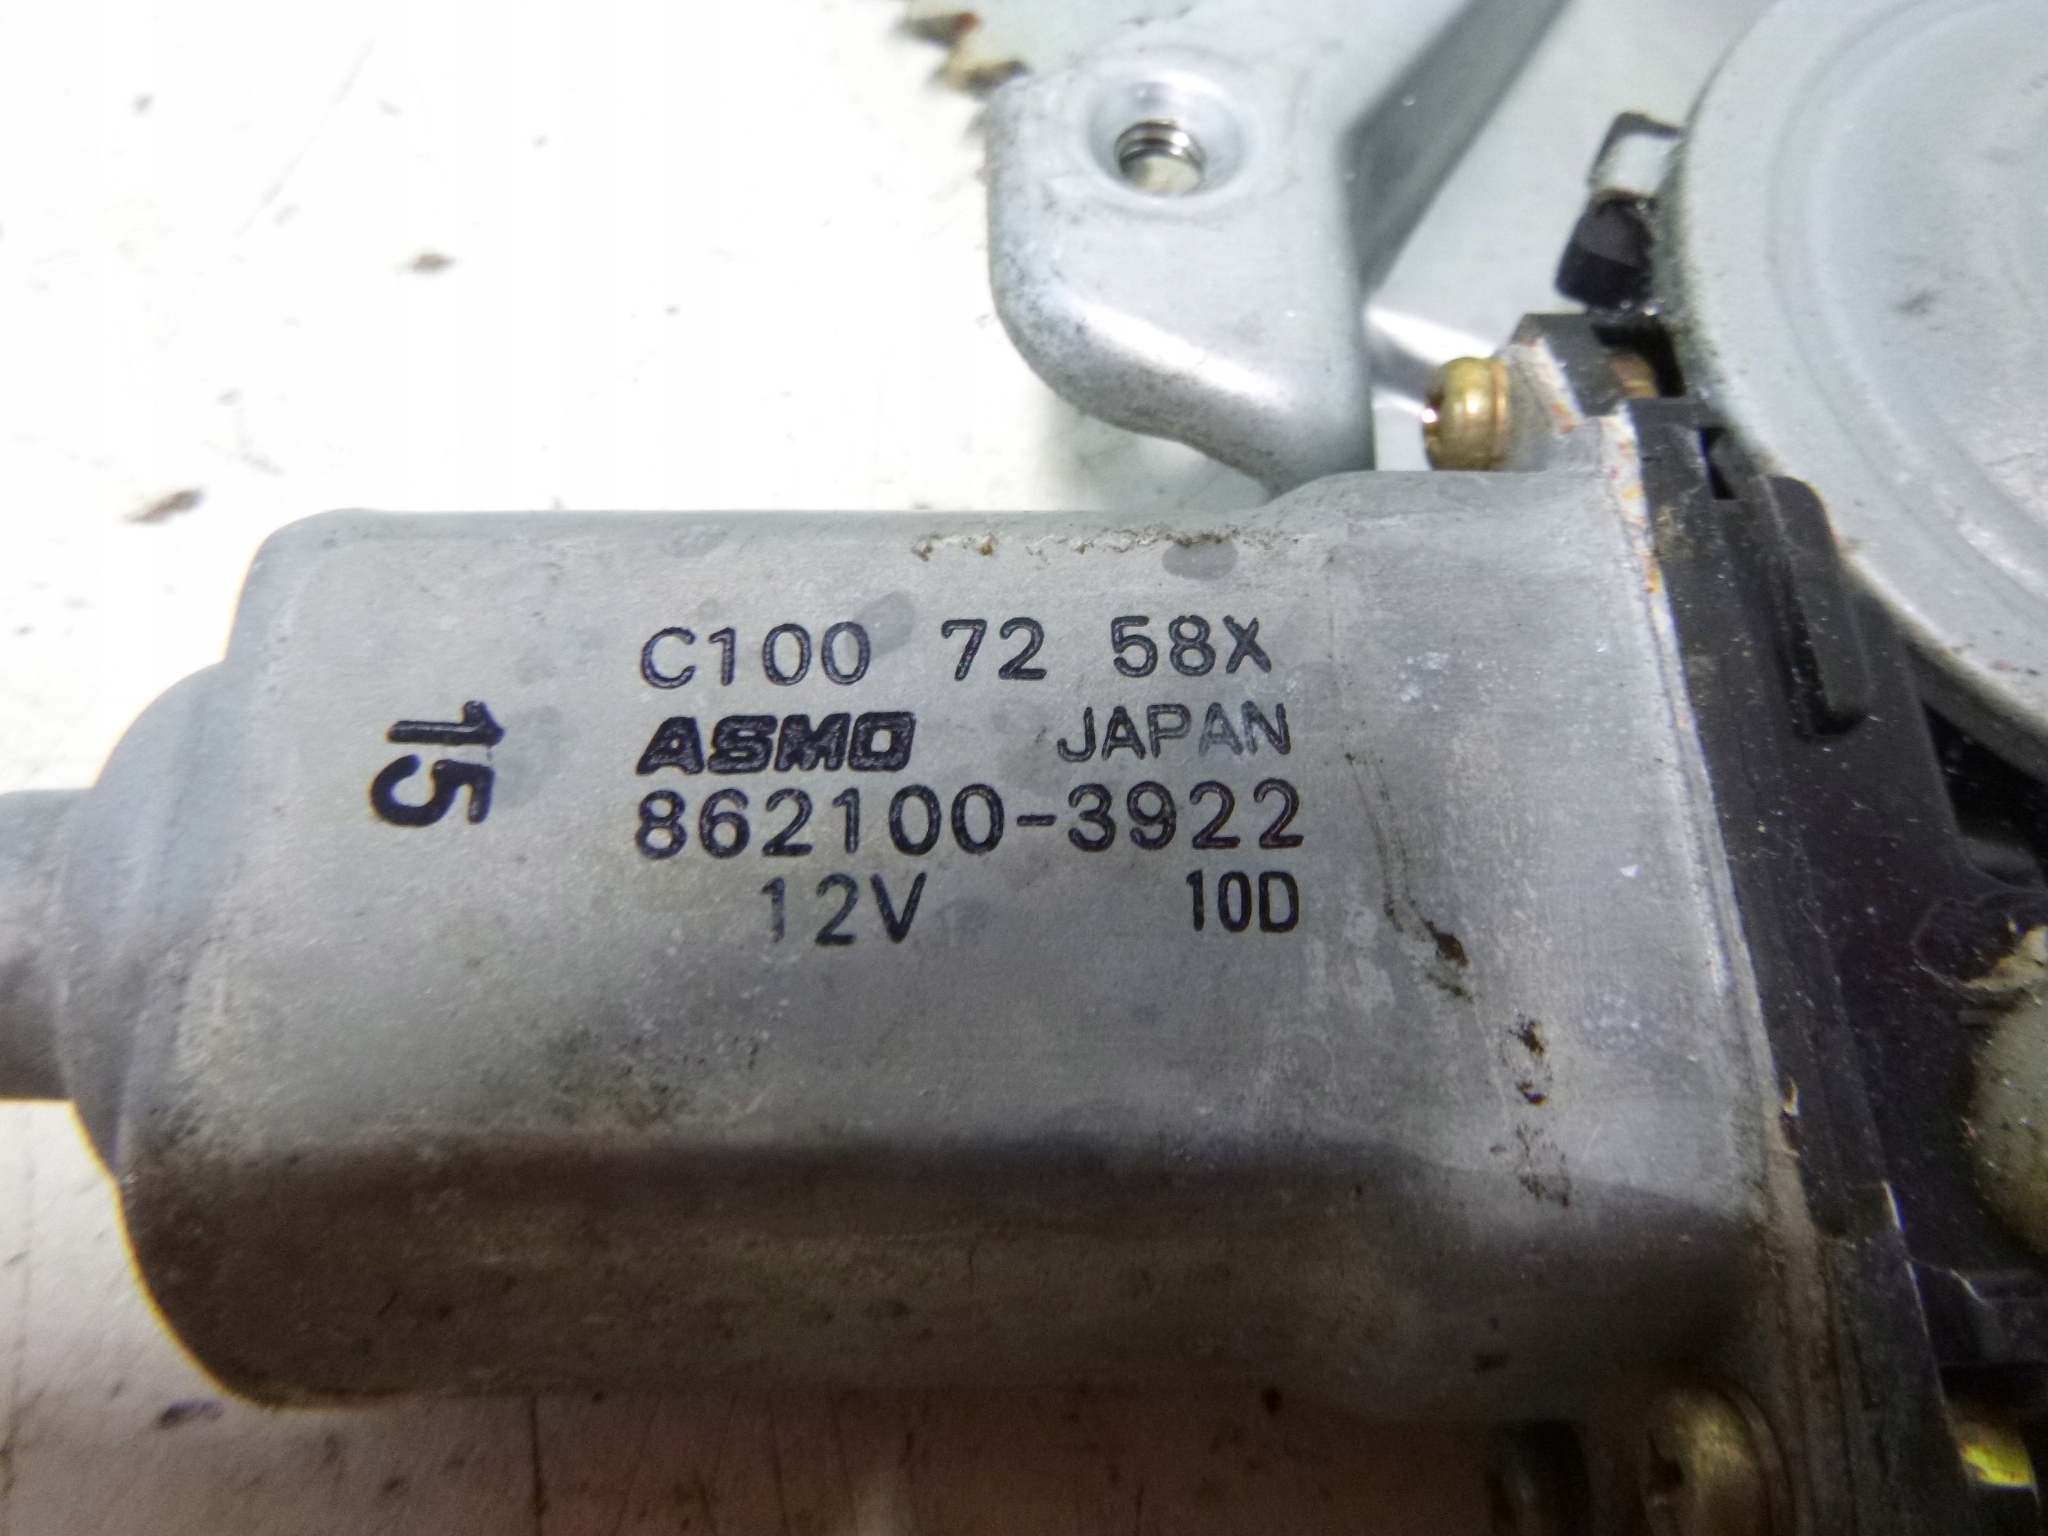 C100 72 58X
ASMO JAPAN
862100-3922
12V 10D
15